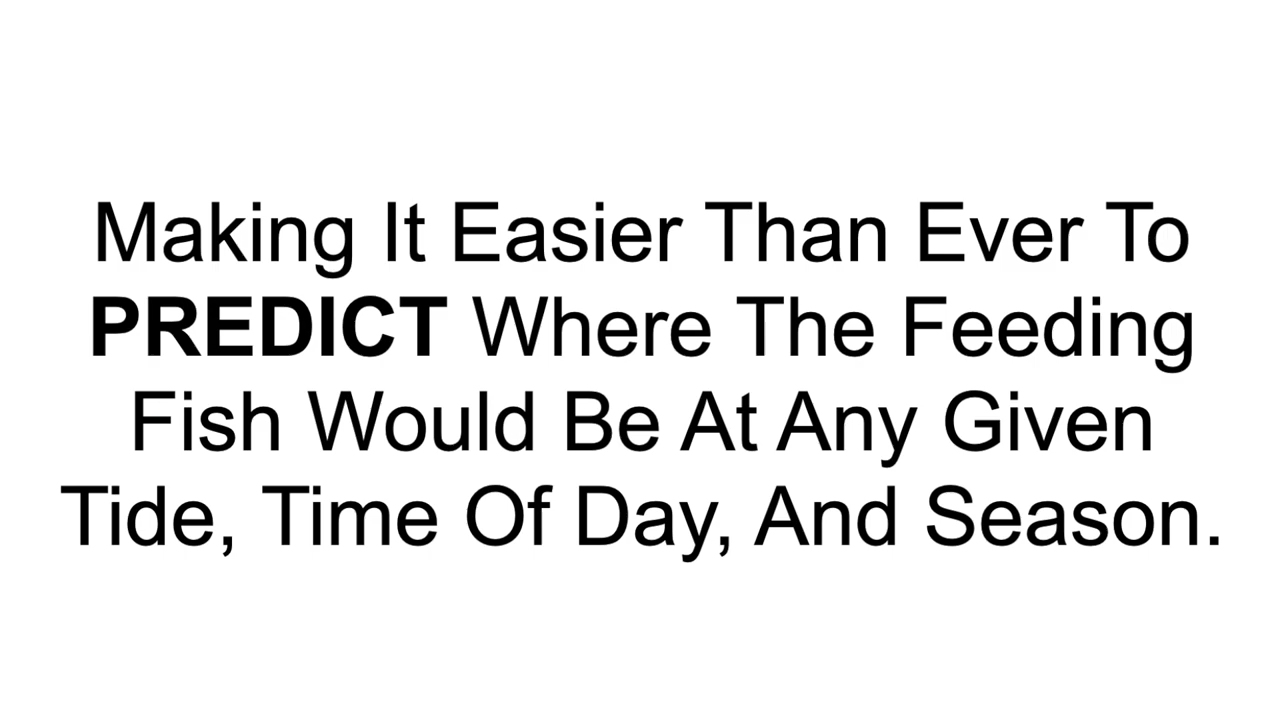 Making It Easier Than Ever To
PREDICT Where The Feeding
Fish Would Be At Any Given
Tide, Time Of Day, And Season.